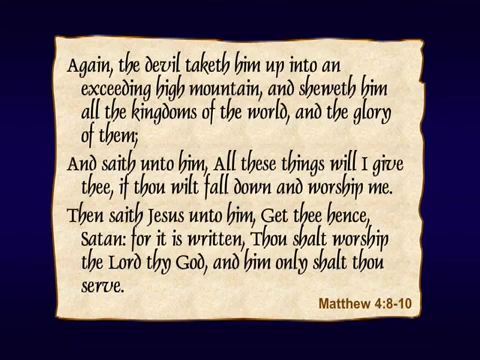 Again, the devil taketh him up into an
exceeding high mountain, and sheweth him
all the kingdoms of the world, and the glory
of them;
And saith unto him, All these things will I give
thee, if thou wilt fall down and worship me.
Then saith Jesus unto him, Get thee hence,
Satan: for it is written, Thou shalt worship
the Lord thy God, and him only shalt thou
serve.
Matthew 4:8-10